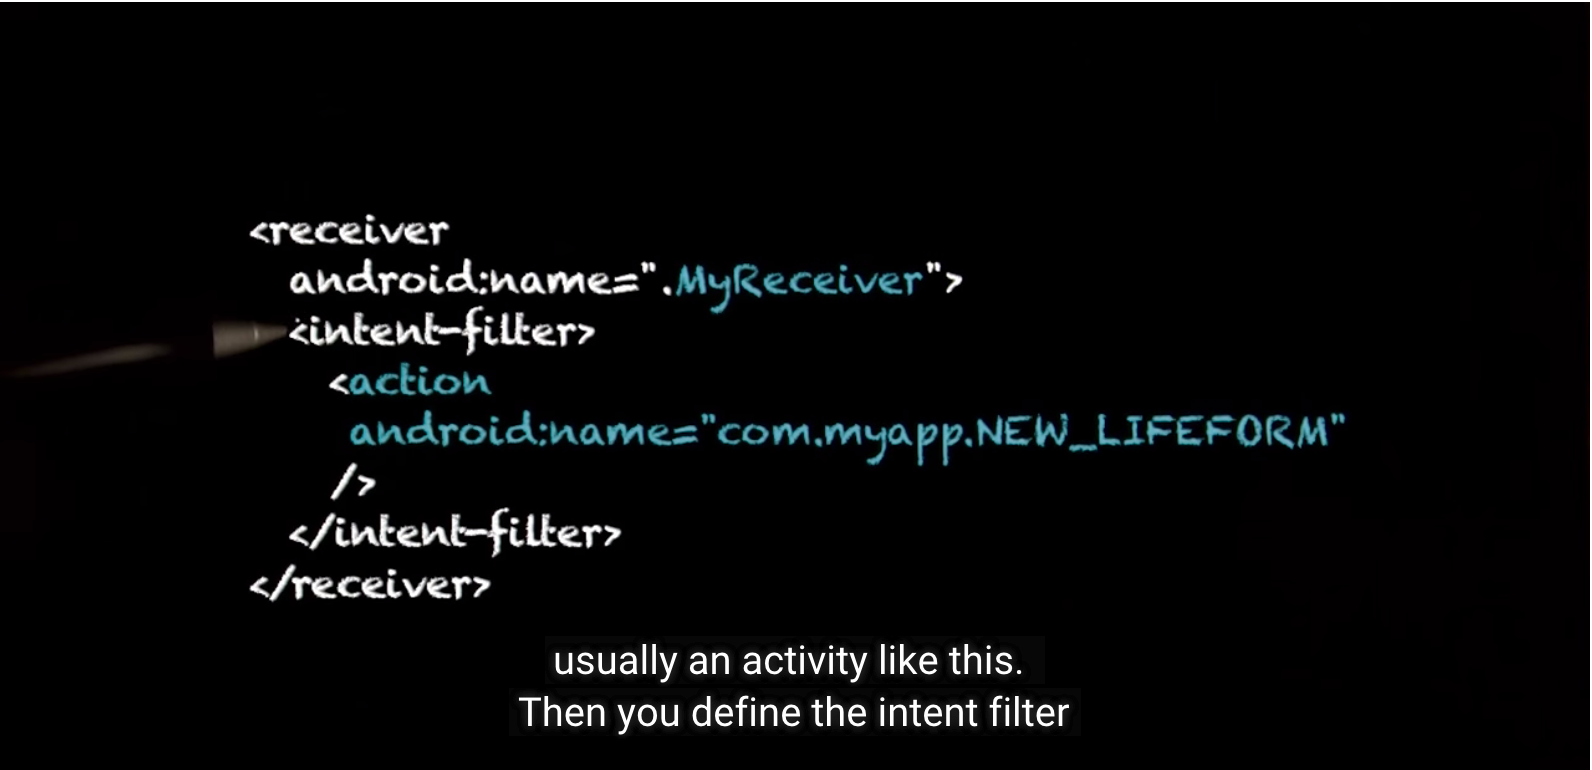 <receiver
android:name=".MyReceiver">
<intent-filter>
<action
android:name="com.myapp.NEW_LIFEFORM"
/>
</intent-filter>
</receiver>
usually an activity like this.
Then you define the intent filter